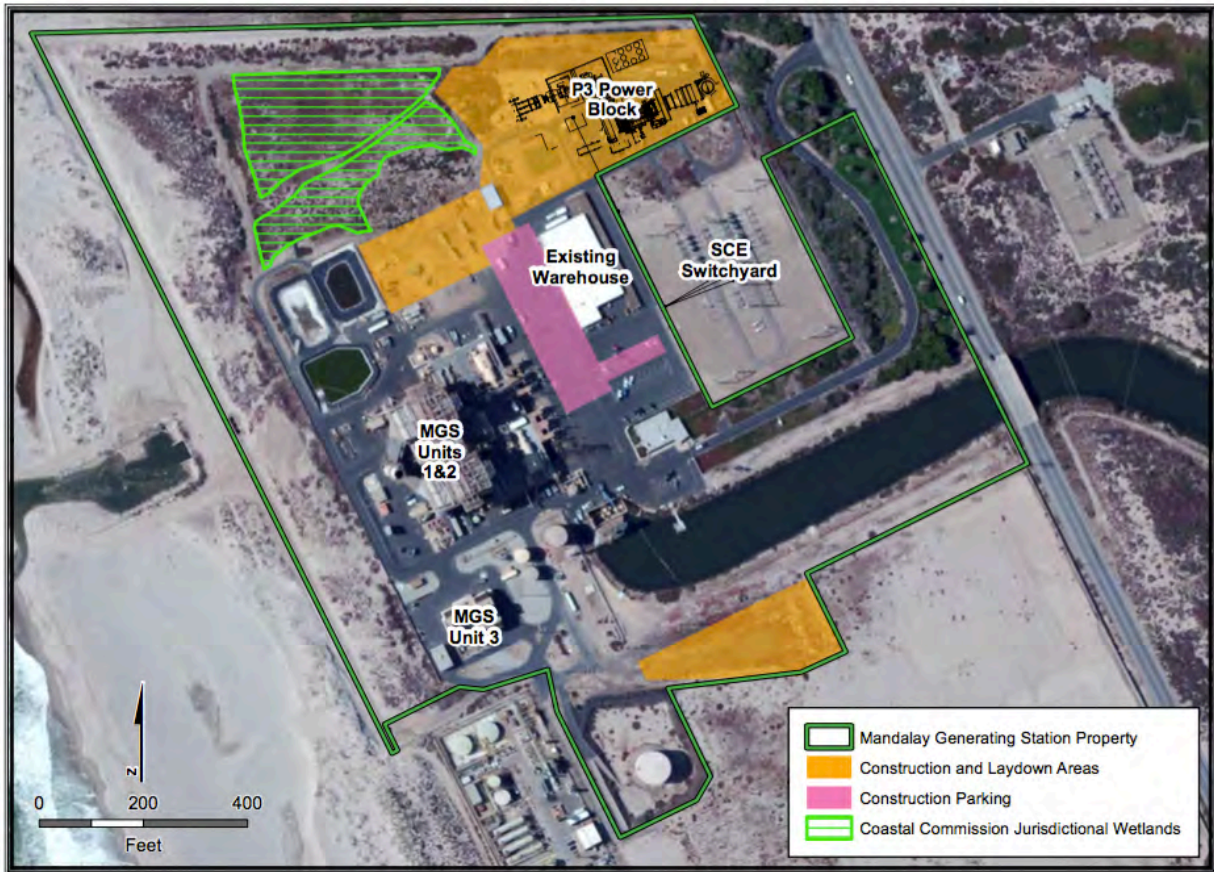 P3 Power
Block
Existing
Warehouse
SCE
Switchyard
MGS
Units
1&2
MGS
Unit 3
N
0 200 400
Feet
Mandalay Generating Station Property
Construction and Laydown Areas
Construction Parking
Coastal Commission Jurisdictional Wetlands